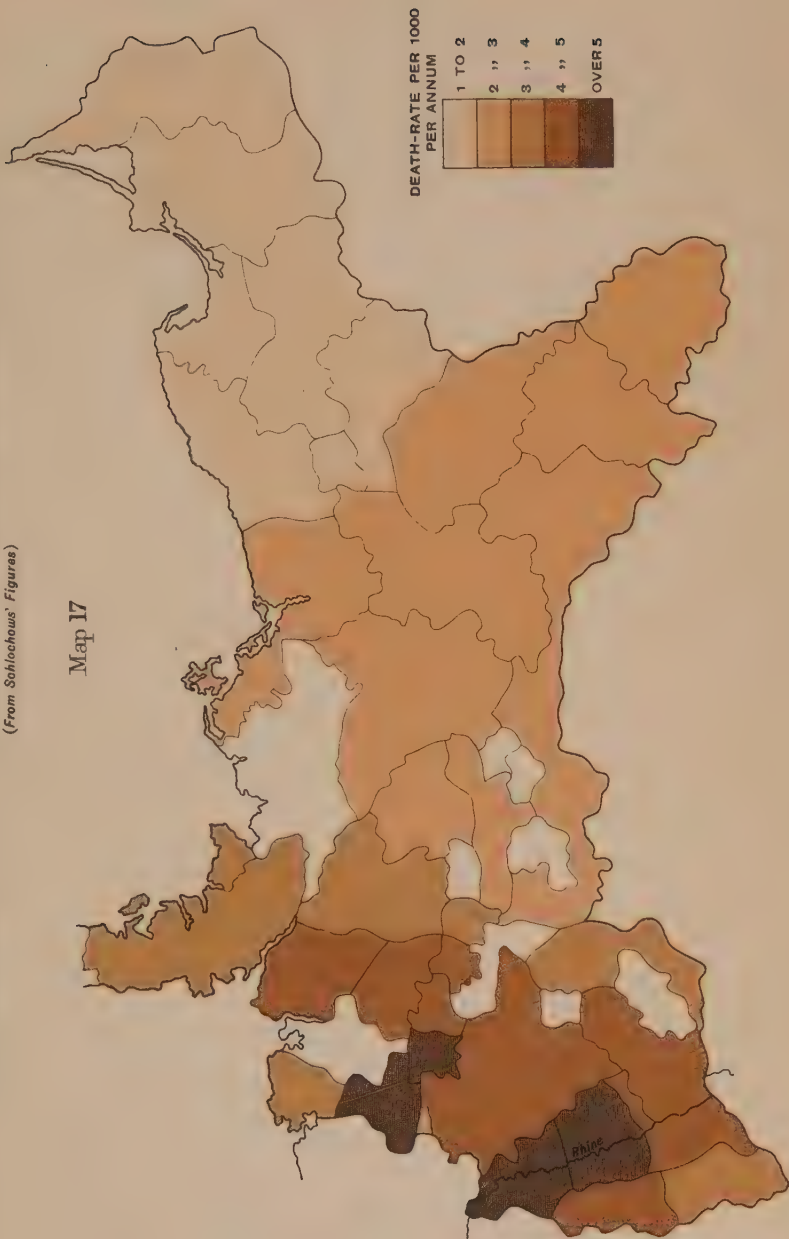 (From Schlochows' Figures)
Map 17
DEATH-RATE PER 1000
PER ANNUM
1 TO 2
2 ,, 3
3 ,, 4
4 ,, 5
OVER 5
Rhine